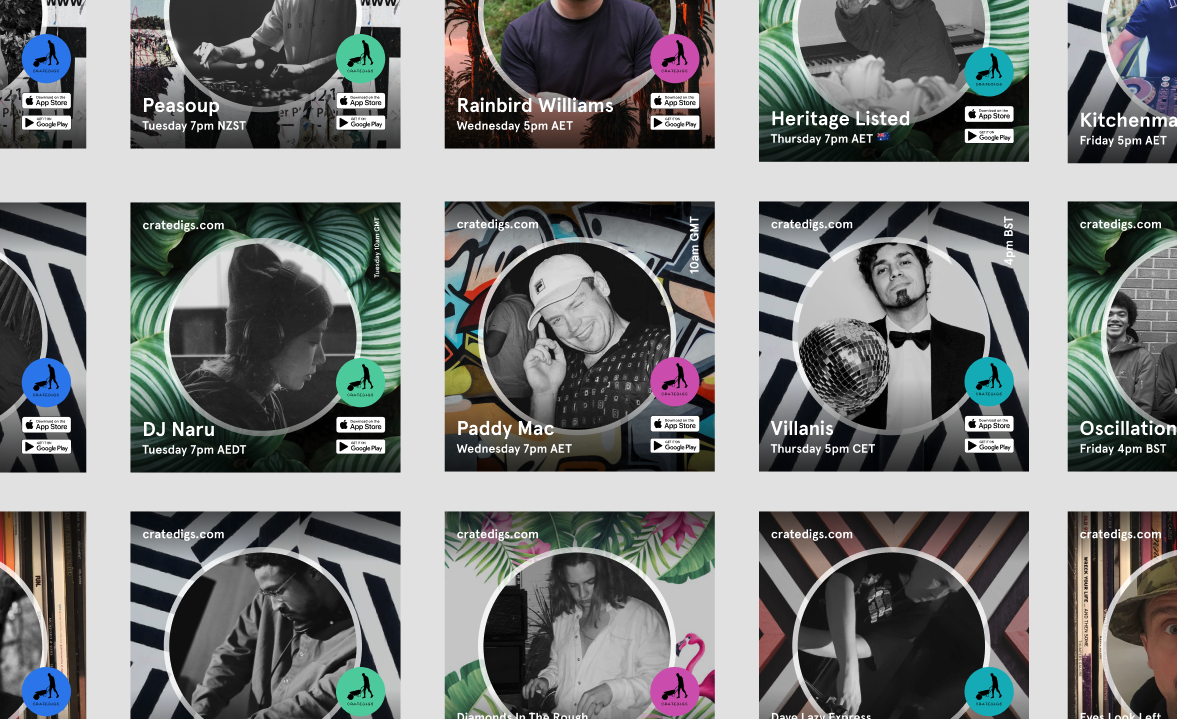 WWW
WWW
CRATEDIGS
Download on the
App Store
GET IT ON
Google Play
Peasoup
Tuesday 7pm NZST
CRATEDIGS
Download on the
App Store
GET IT ON
Google Play
Rainbird Williams
Wednesday 5pm AET
CRATEDIGS
Download on the
App Store
GET IT ON
Google Play
Heritage Listed
Thursday 7pm AET
CRATEDIGS
Download on the
App Store
GET IT ON
Google Play
Kitchenma
Friday 5pm AET
CRATEDIGS
Download on the
App Store
GET IT ON
Google Play
cratedigs.com
Tuesday 10am GMT
DJ Naru
Tuesday 7pm AEDT
CRATEDIGS
Download on the
App Store
GET IT ON
Google Play
cratedigs.com
10am GMT
Paddy Mac
Wednesday 7pm AET
CRATEDIGS
Download on the
App Store
GET IT ON
Google Play
cratedigs.com
4pm BST
Villanis
Thursday 5pm CET
CRATEDIGS
Download on the
App Store
GET IT ON
Google Play
cratedigs.com
Oscillation
Friday 4pm BST
CRATEDIGS
cratedigs.com
CRATEDIGS
cratedigs.com
Diamonds In The Rough
CRATEDIGS
cratedigs.com
Dave Lazy Express
CRATEDIGS
cratedigs.com
WRECK YOUR LIFE
AND THEN SOME
Eyes Look Left